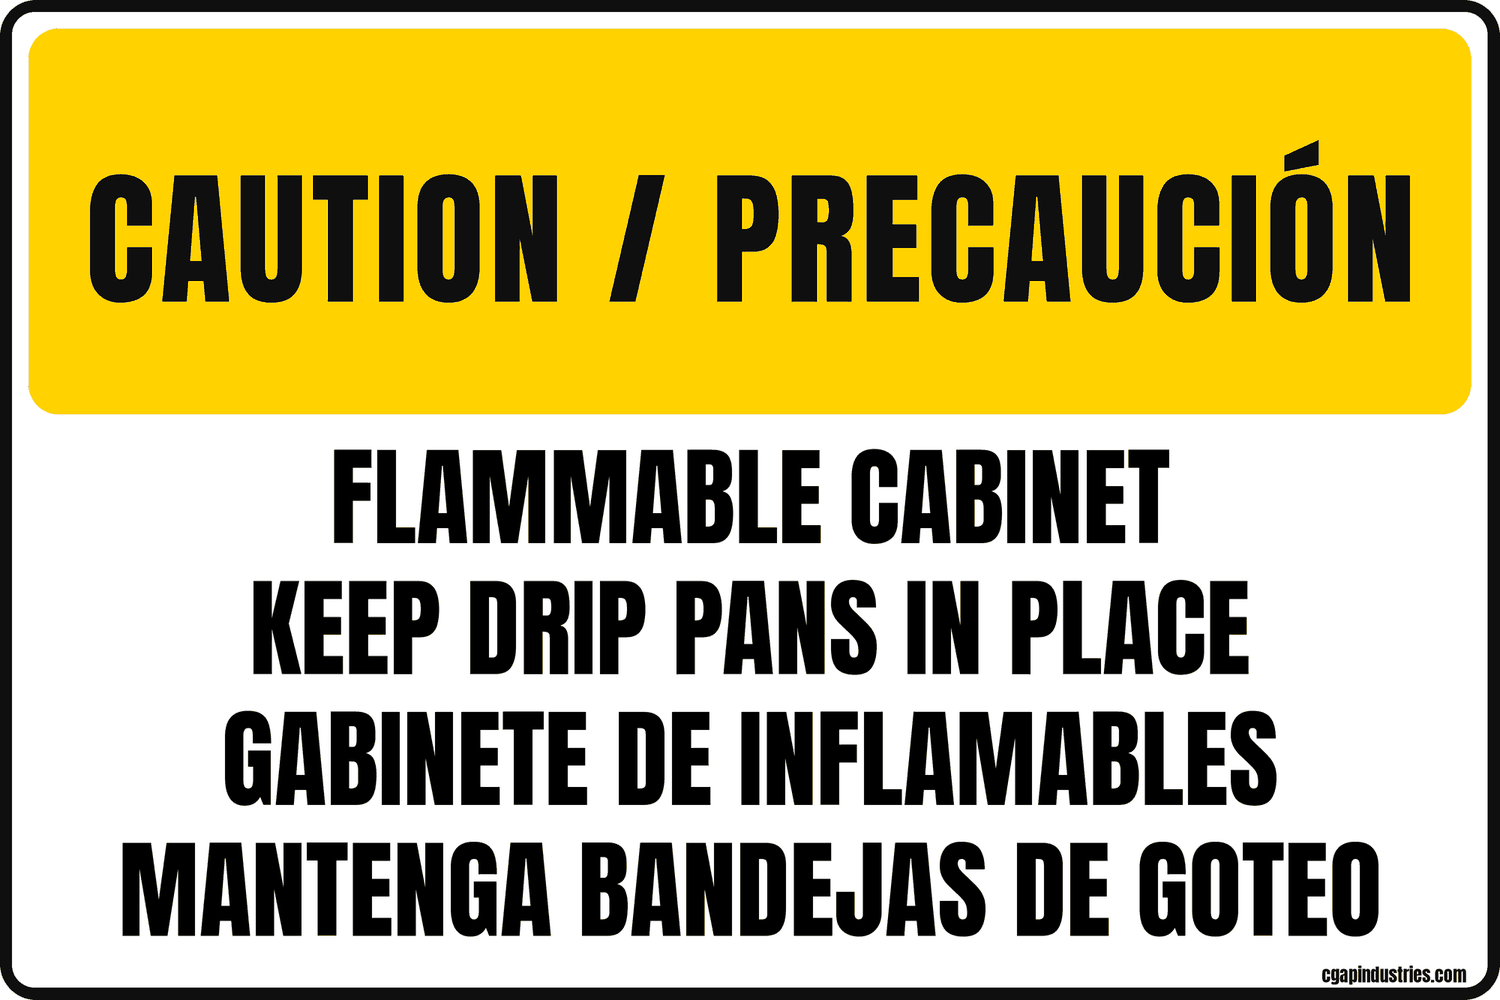 CAUTION / PRECAUCIÓN
FLAMMABLE CABINET
KEEP DRIP PANS IN PLACE
GABINETE DE INFLAMABLES
MANTENGA BANDEJAS DE GOTEO
cgapindustries.com